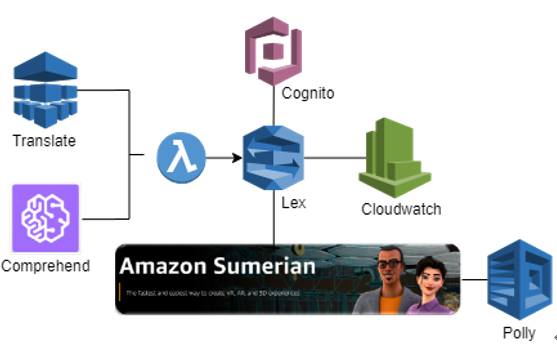 Cognito
Translate
λ
Lex
Cloudwatch
Comprehend
Amazon Sumerian
The fastest and easiest way to create VR, AR, and 3D experiences
Polly